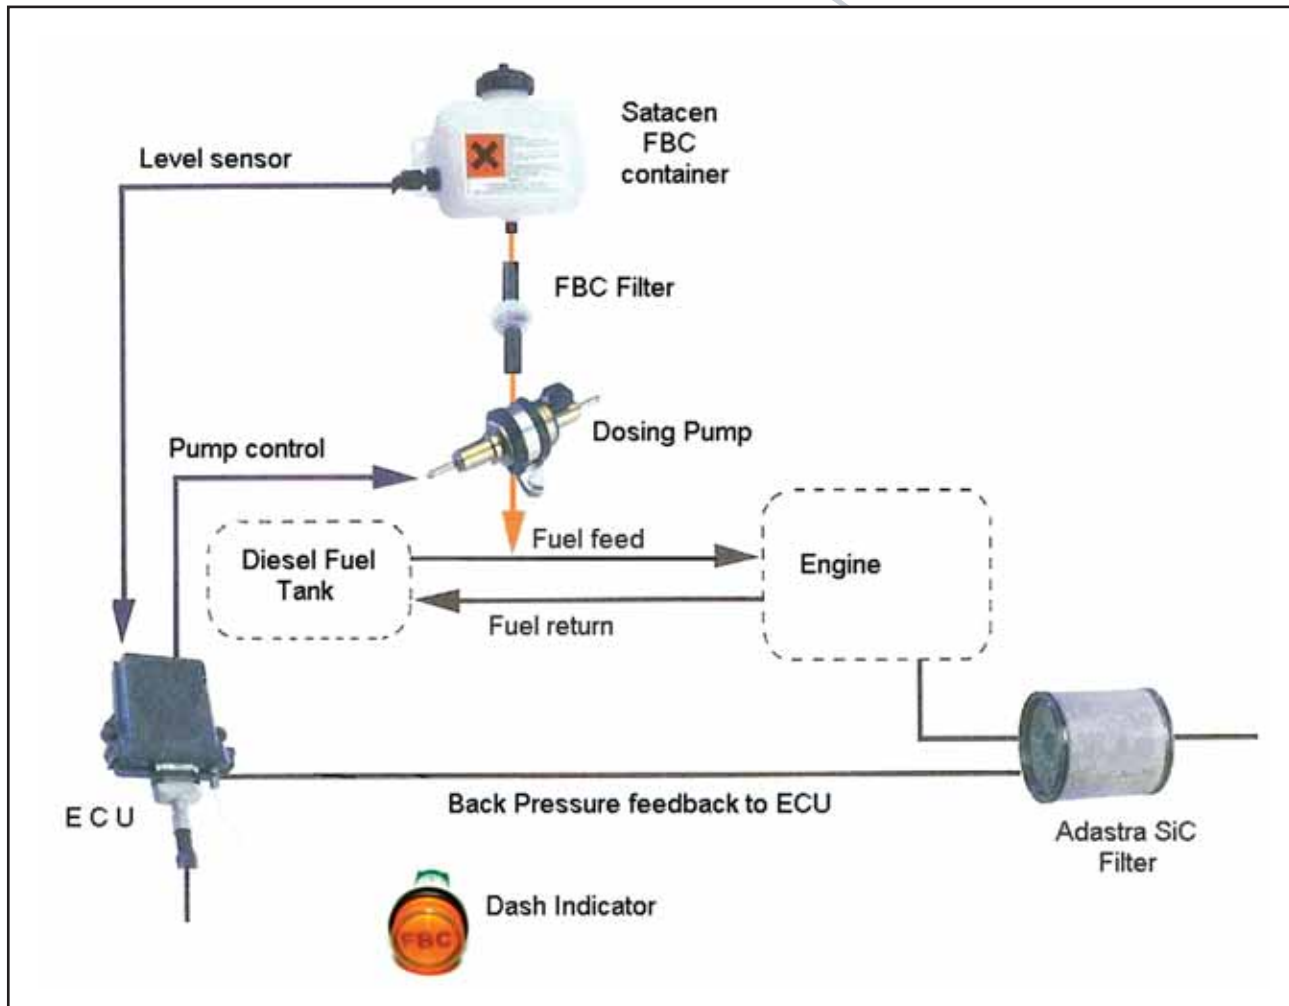 Satacen
FBC
container
Level sensor
FBC Filter
Dosing Pump
Pump control
Fuel feed
Diesel Fuel
Tank
Engine
Fuel return
E C U
Back Pressure feedback to ECU
Adastra SiC
Filter
Dash Indicator
FBC